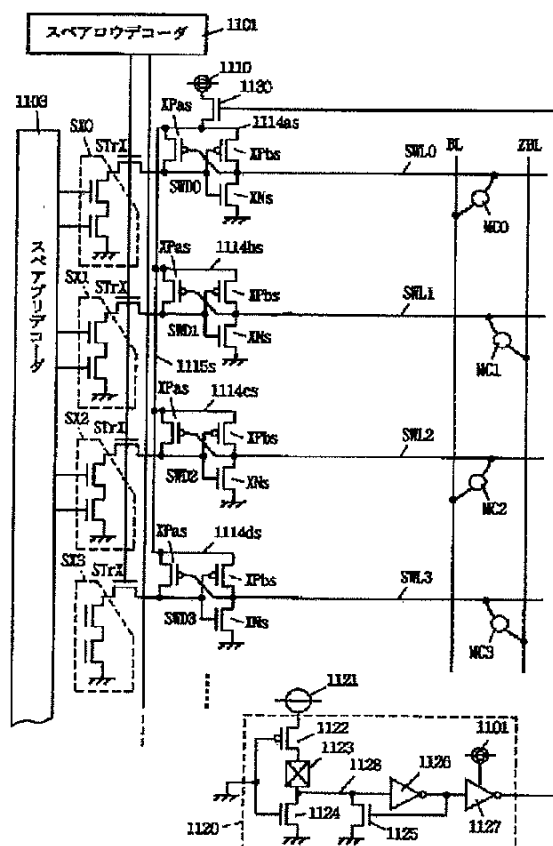 スペアロウデコーダ
1101
1103
スペアプリデコーダ
1110
1130
XPas
1114as
SX0
STrX
XPbs
SWL0
BL
ZBL
SWD0
XNs
MC0
XPas
1114bs
SX1
STrX
XPbs
SWL1
SWD1
XNs
MC1
1115s
XPas
1114cs
SX2
STrX
XPbs
SWL2
SWD2
XNs
MC2
XPas
1114ds
SX3
STrX
XPbs
SWL3
SWD3
XNs
MC3
1121
1122
1123
1128
1126
1101
1120
1124
1125
1127